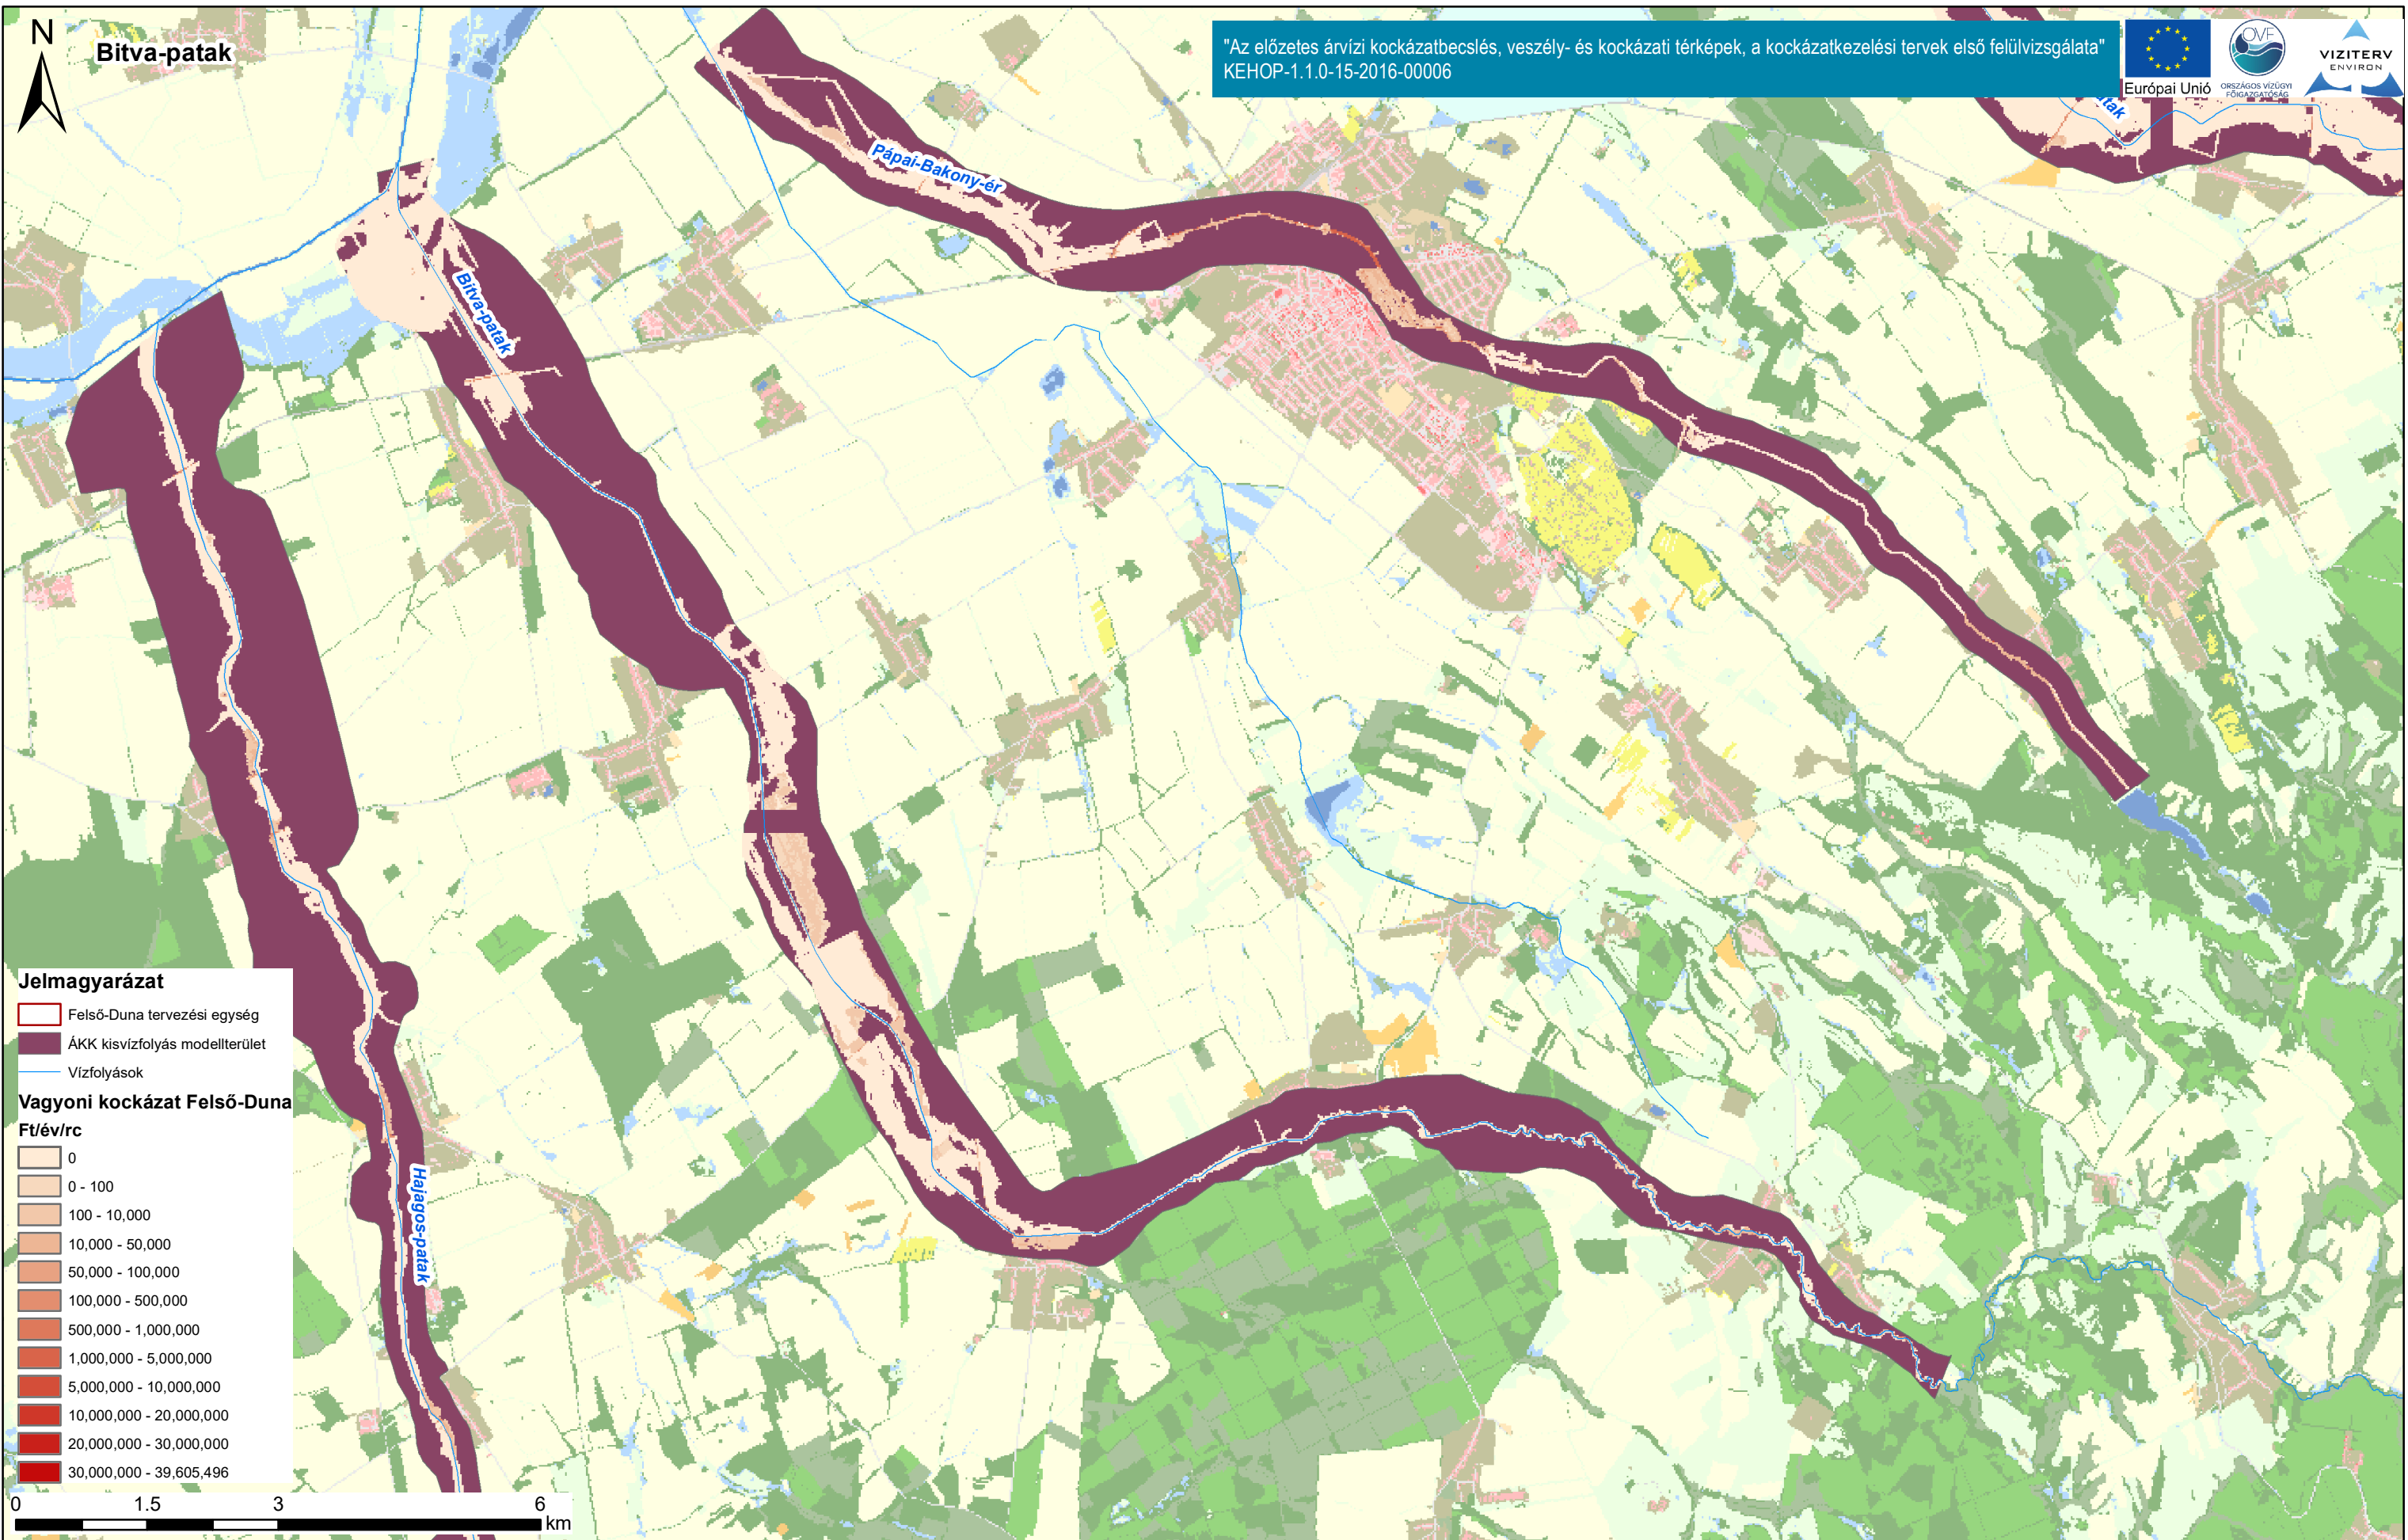 N
Bitva-patak
"Az előzetes árvízi kockázatbecslés, veszély- és kockázati térképek, a kockázatkezelési tervek első felülvizsgálata"
KEHOP-1.1.0-15-2016-00006
Európai Unió
OVF
ORSZÁGOS VÍZÜGYI
FŐIGAZGATÓSÁG
VIZITERV
ENVIRON
tak
Pápai-Bakony-ér
Bitva-patak
Hajagos-patak
Jelmagyarázat
Felső-Duna tervezési egység
ÁKK kisvízfolyás modellterület
Vízfolyások
Vagyoni kockázat Felső-Duna
Ft/év/rc
0
0 - 100
100 - 10,000
10,000 - 50,000
50,000 - 100,000
100,000 - 500,000
500,000 - 1,000,000
1,000,000 - 5,000,000
5,000,000 - 10,000,000
10,000,000 - 20,000,000
20,000,000 - 30,000,000
30,000,000 - 39,605,496
0 1.5 3 6
km